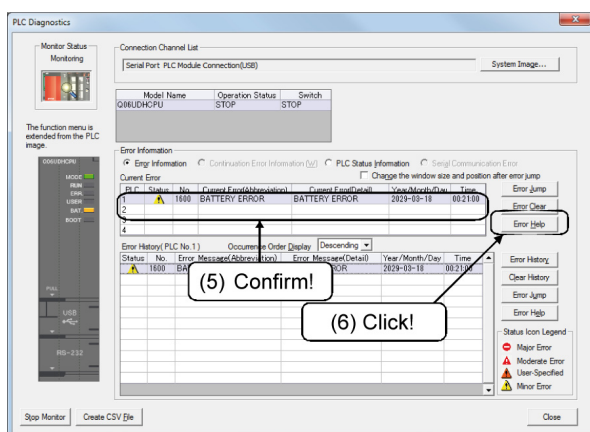 PLC Diagnostics
Monitor Status
Monitoring
The function menu is
extended from the PLC
image.
Q06UDHCPU
MODE
RUN
ERR.
USER
BAT.
BOOT
PULL
USB
RS-232
Connection Channel List
Serial Port PLC Module Connection(USB)
System Image...
Model Name Operation Status Switch
Q06UDHCPU STOP STOP
Error Information
Error Information Continuation Error Information (W) PLC Status Information Serial Communication Error
Current Error Change the window size and position after error jump
PLC Status No. Current Error(Abbreviation) Current Error(Detail) Year/Month/Day Time
1 1600 BATTERY ERROR BATTERY ERROR 2029-03-18 00:21:00
2
3
4
Error Jump
Error Clear
Error Help
Error History( PLC No.1 ) Occurrence Order Display Descending
Status No. Error Message(Abbreviation) Error Message(Detail) Year/Month/Day Time
1600 BA ROR 2029-03-18 00:21:00
(5) Confirm!
(6) Click!
Error History
Clear History
Error Jump
Error Help
Status Icon Legend
Major Error
Moderate Error
User-Specified
Minor Error
Stop Monitor Create CSV File Close